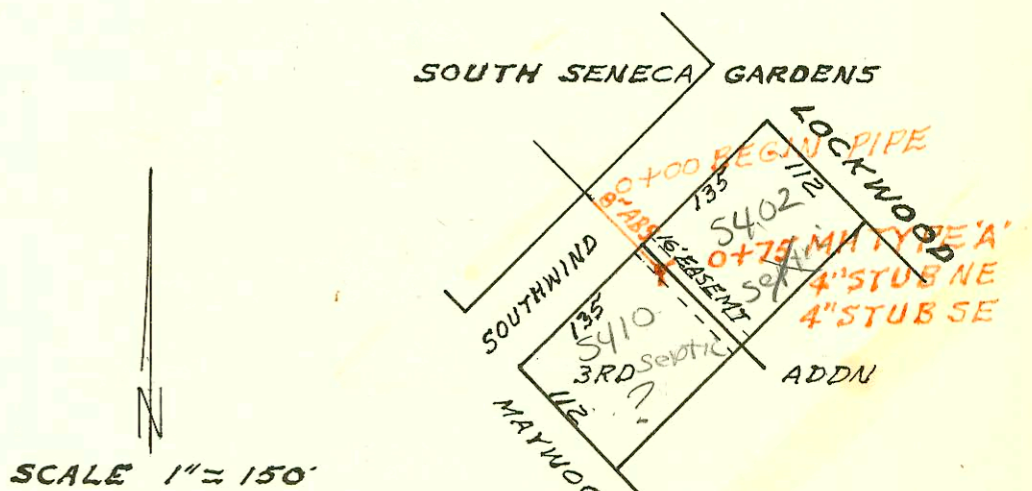 SOUTH SENECA GARDENS
LOCKWOOD
0+00 BEGIN PIPE
8" ABS
135
112
5402
septic
16' EASEMT
0+75 MH TYPE 'A'
4" STUB NE
4" STUB SE
SOUTHWIND
135
5410
septic
?
3RD
ADDN
112
MAYWOO
N
SCALE 1" = 150'